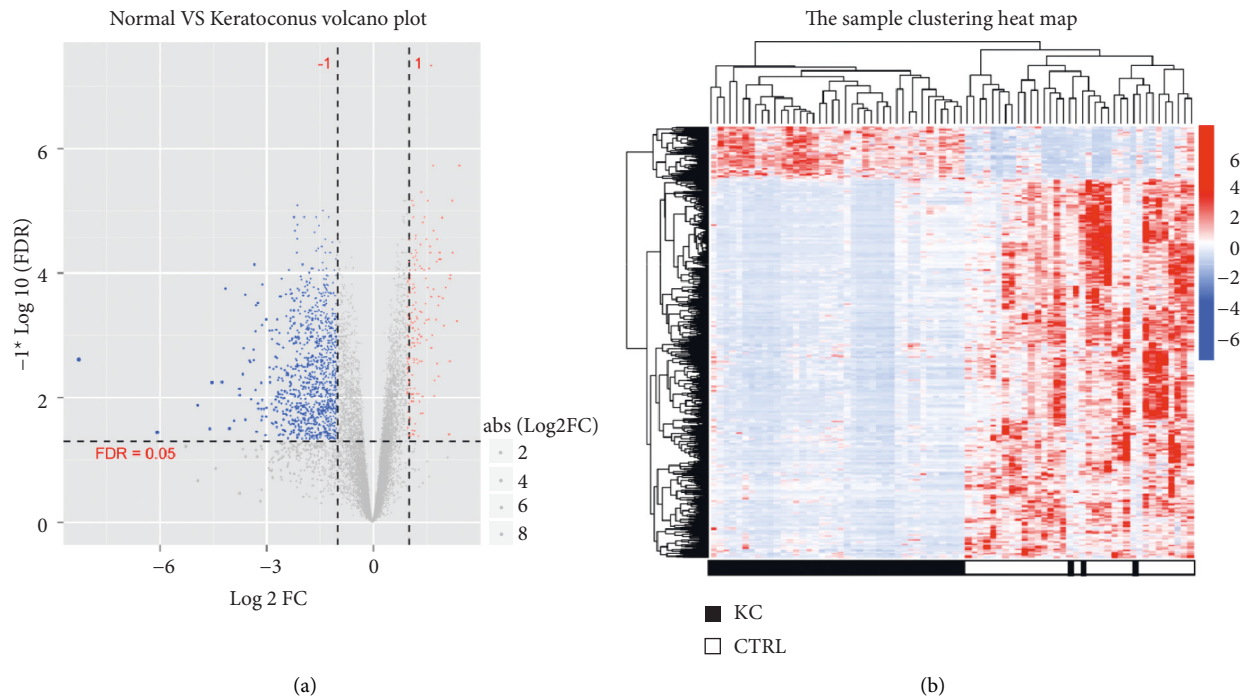 Normal VS Keratoconus volcano plot
-1
1
6
4
2
0
−1* Log 10 (FDR)
FDR = 0.05
−6
−3
0
Log 2 FC
abs (Log2FC)
2
4
6
8
(a)
The sample clustering heat map
6
4
2
0
−2
−4
−6
KC
CTRL
(b)